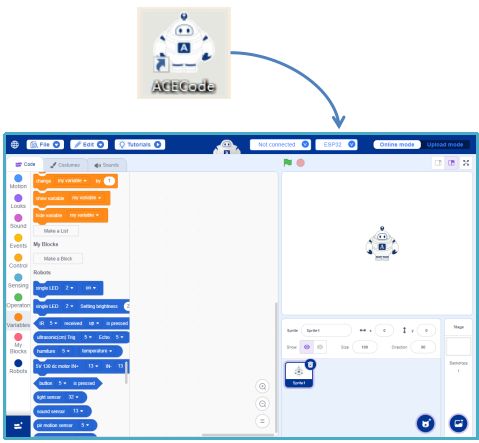 A
ACECode
File
Edit
Tutorials
Not connected
ESP32
Online mode
Upload mode
Code
Costumes
Sounds
Motion
Looks
Sound
Events
Control
Sensing
Operators
Variables
My
Blocks
Robots
change my variable by 1
show variable my variable
hide variable my variable
Make a List
My Blocks
Make a Block
Robots
single LED 2 on
single LED 2 Setting brightness
IR 5 received up is pressed
ultrasonic(cm) Trig 5 Echo 5
humiture 5 temperature
5V 130 dc motor IN+ 13 IN- 13
button 5 is pressed
light sensor 32
sound sensor 13
pir motion sensor 5
Sprite Sprite1 x 0 y 0
Show Size 100 Direction 90
Sprite1
Stage
Backdrops
1